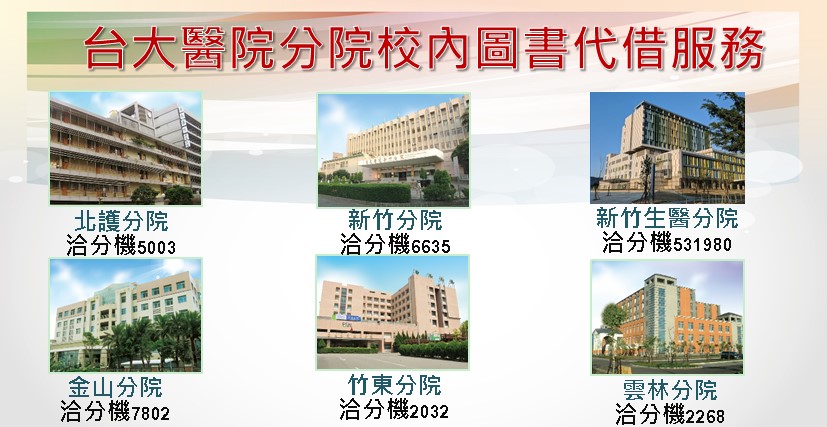 台大醫院分院校內圖書代借服務
北護分院
洽分機5003
新竹分院
洽分機6635
新竹生醫分院
洽分機531980
金山分院
洽分機7802
竹東分院
洽分機2032
雲林分院
洽分機2268